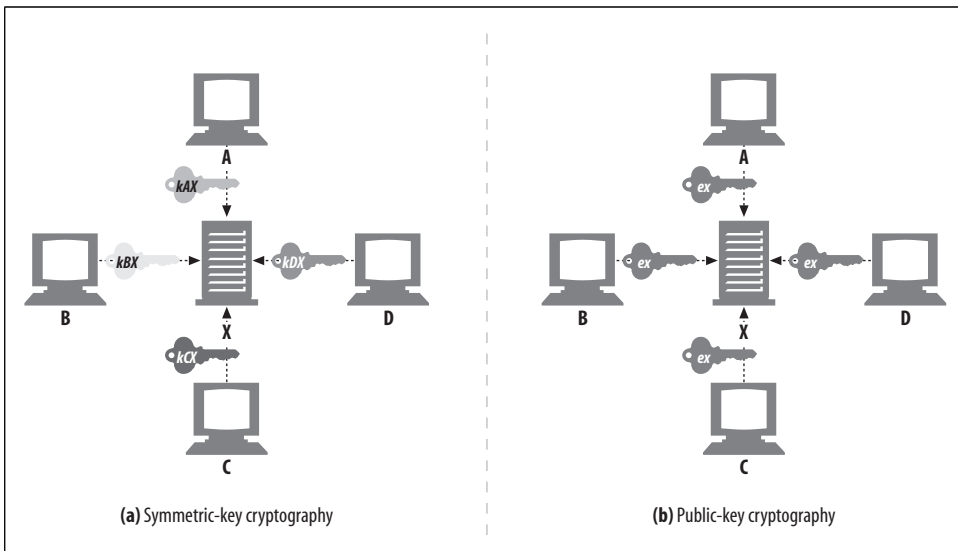 A
kAX
kBX
kDX
B
X
D
kCX
C
(a) Symmetric-key cryptography
A
ex
ex
ex
B
X
D
ex
C
(b) Public-key cryptography